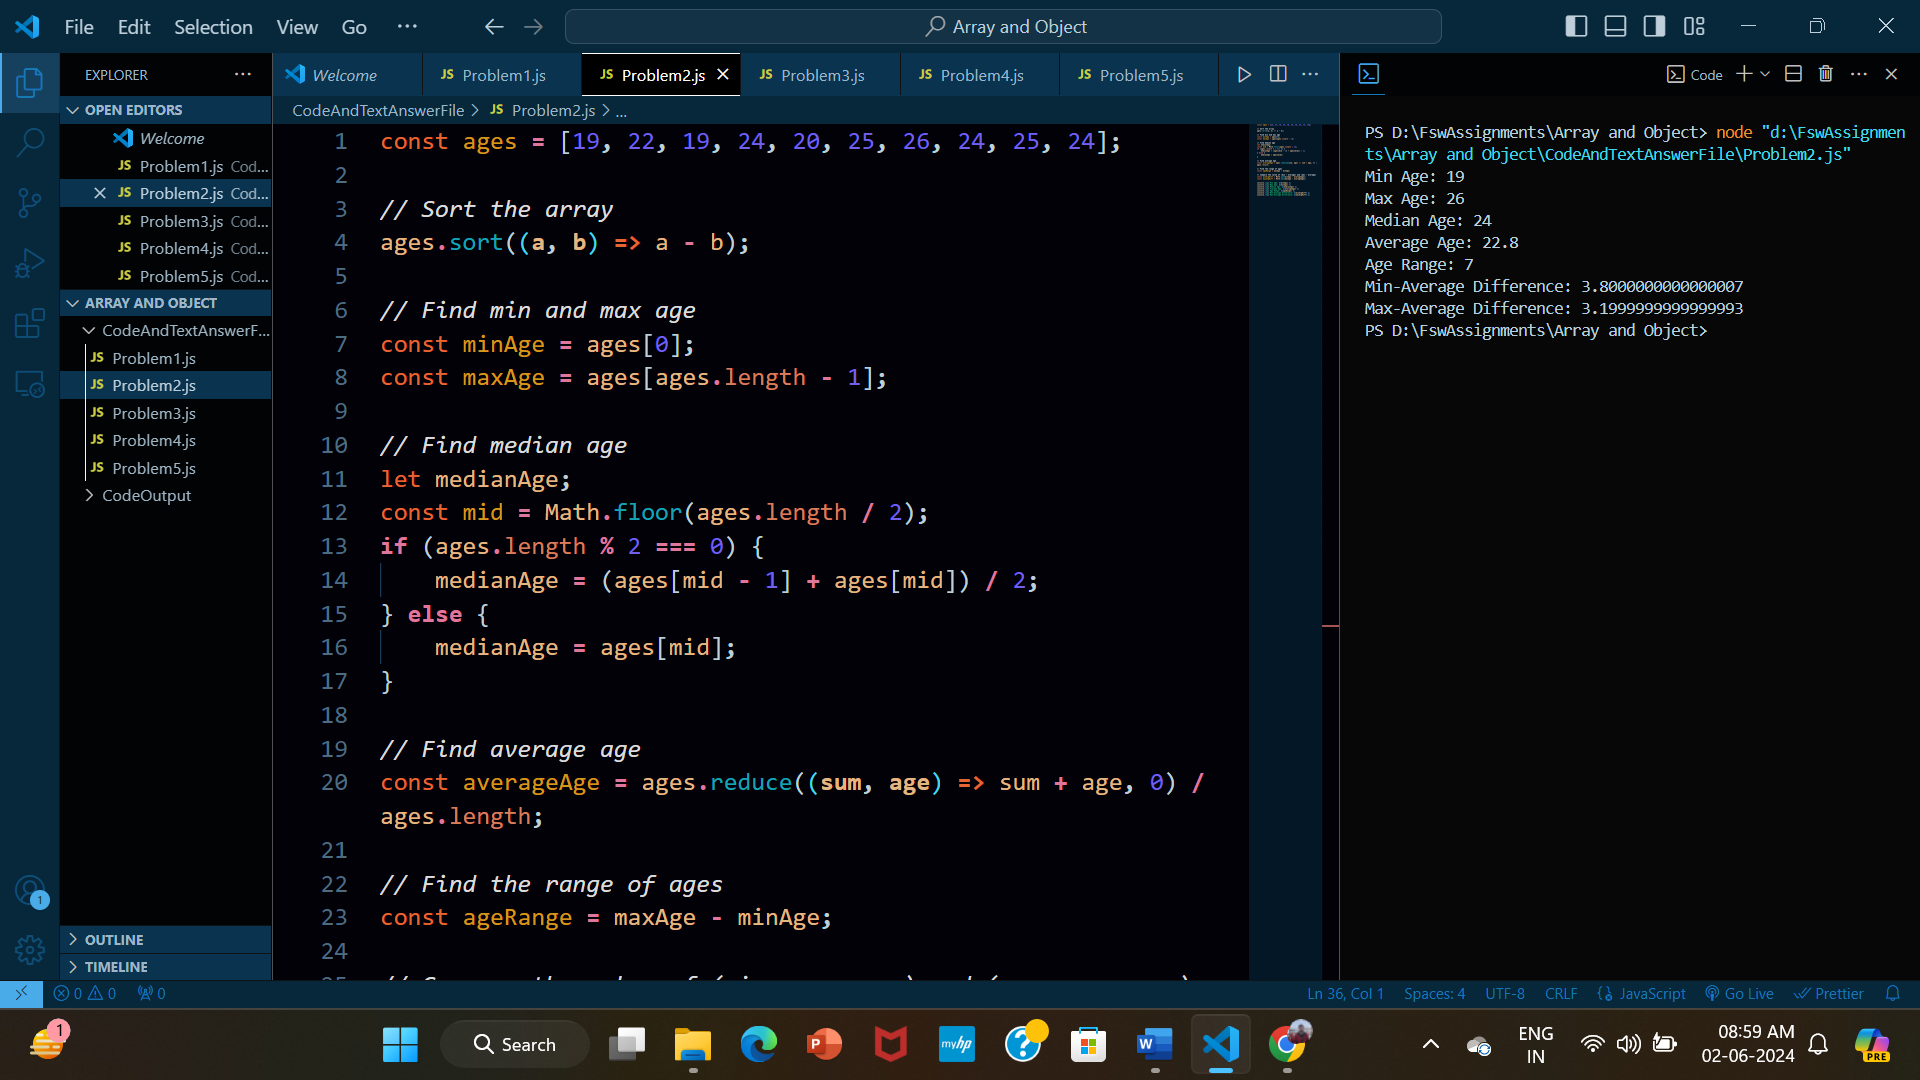 File Edit Selection View Go ...
Array and Object
EXPLORER ...
OPEN EDITORS
Welcome
JS Problem1.js Cod...
JS Problem2.js Cod...
JS Problem3.js Cod...
JS Problem4.js Cod...
JS Problem5.js Cod...
ARRAY AND OBJECT
CodeAndTextAnswerF...
JS Problem1.js
JS Problem2.js
JS Problem3.js
JS Problem4.js
JS Problem5.js
CodeOutput
OUTLINE
TIMELINE
Welcome JS Problem1.js JS Problem2.js JS Problem3.js JS Problem4.js JS Problem5.js ...
CodeAndTextAnswerFile > JS Problem2.js > ...
1 const ages = [19, 22, 19, 24, 20, 25, 26, 24, 25, 24];
2
3 // Sort the array
4 ages.sort((a, b) => a - b);
5
6 // Find min and max age
7 const minAge = ages[0];
8 const maxAge = ages[ages.length - 1];
9
10 // Find median age
11 let medianAge;
12 const mid = Math.floor(ages.length / 2);
13 if (ages.length % 2 === 0) {
14 medianAge = (ages[mid - 1] + ages[mid]) / 2;
15 } else {
16 medianAge = ages[mid];
17 }
18
19 // Find average age
20 const averageAge = ages.reduce((sum, age) => sum + age, 0) /
ages.length;
21
22 // Find the range of ages
23 const ageRange = maxAge - minAge;
24
Code
PS D:\FswAssignments\Array and Object> node "d:\FswAssignmen
ts\Array and Object\CodeAndTextAnswerFile\Problem2.js"
Min Age: 19
Max Age: 26
Median Age: 24
Average Age: 22.8
Age Range: 7
Min-Average Difference: 3.8000000000000007
Max-Average Difference: 3.1999999999999993
PS D:\FswAssignments\Array and Object>
0 0 0 Ln 36, Col 1 Spaces: 4 UTF-8 CRLF {} JavaScript Go Live Prettier
1
1
Search
P
myhp
?
W
ENG
IN
08:59 AM
02-06-2024
PRE